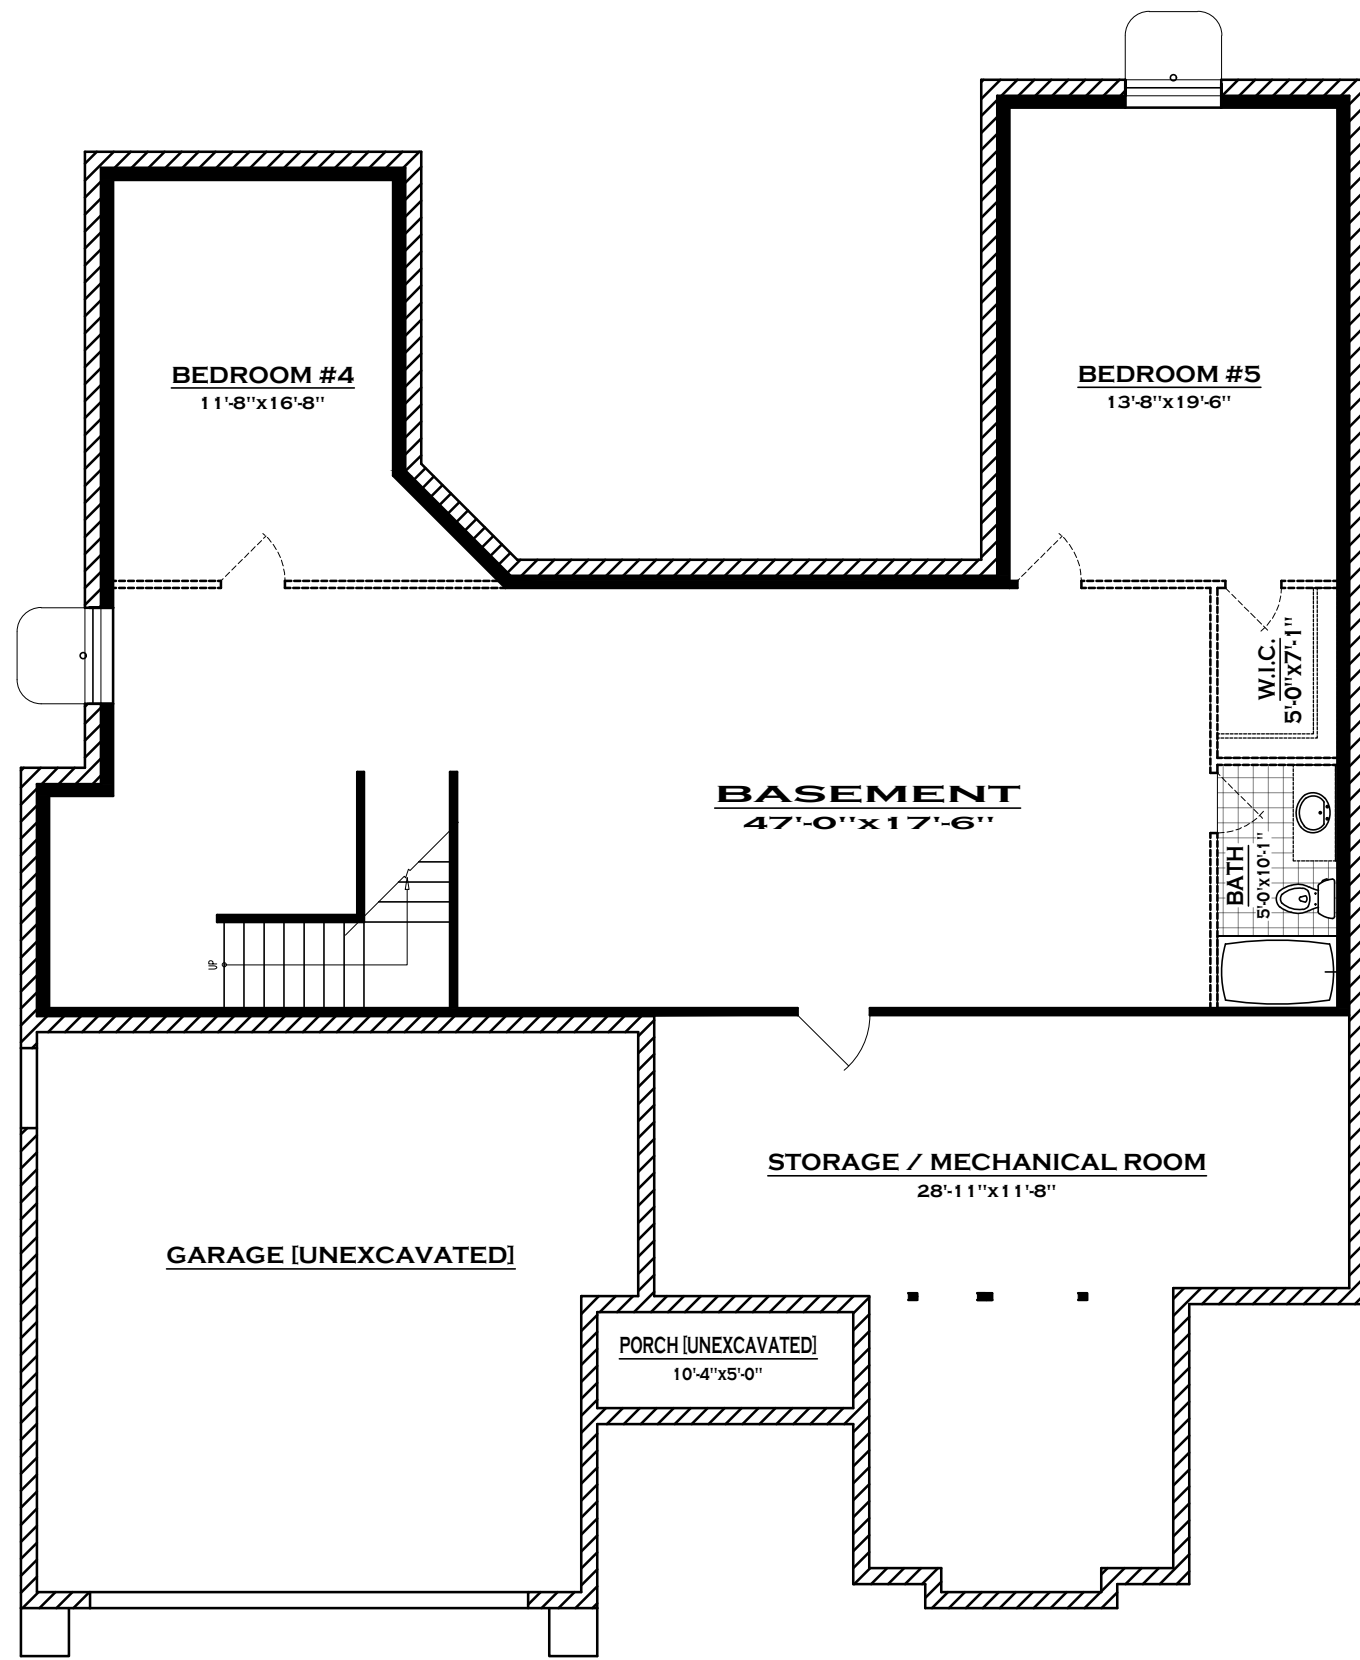 BEDROOM #4
11'-8"x16'-8"
BEDROOM #5
13'-8"x19'-6"
W.I.C.
5'-0"x7'-1"
BASEMENT
47'-0"x17'-6"
BATH
5'-0"x10'-1"
UP
STORAGE / MECHANICAL ROOM
28'-11"x11'-8"
GARAGE [UNEXCAVATED]
PORCH [UNEXCAVATED]
10'-4"x5'-0"